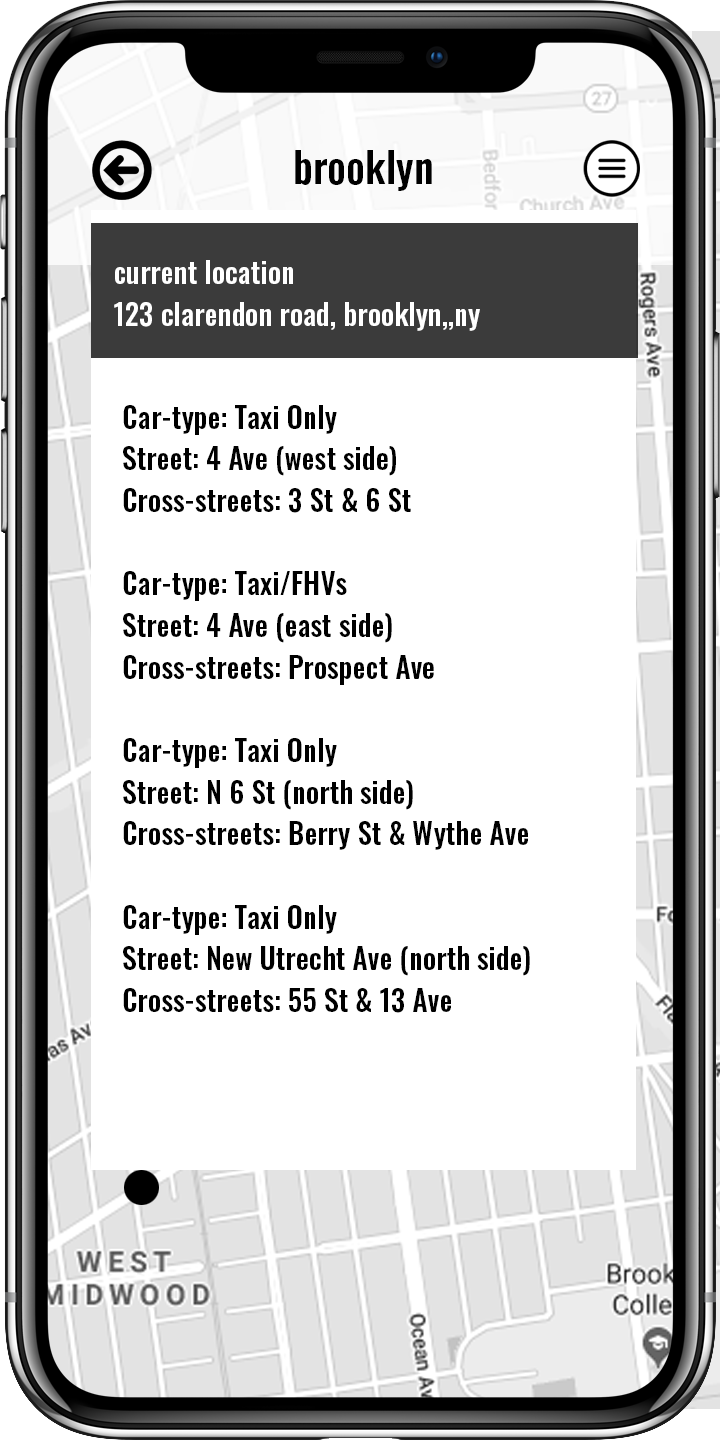 27
brooklyn
Bedfor
Church Ave
current location
123 clarendon road, brooklyn,,ny
Rogers Ave
Car-type: Taxi Only
Street: 4 Ave (west side)
Cross-streets: 3 St & 6 St
Car-type: Taxi/FHVs
Street: 4 Ave (east side)
Cross-streets: Prospect Ave
Car-type: Taxi Only
Street: N 6 St (north side)
Cross-streets: Berry St & Wythe Ave
Car-type: Taxi Only
Street: New Utrecht Ave (north side)
Cross-streets: 55 St & 13 Ave
as Av
WEST
MIDWOOD
Brook
Colle
Ocean Av